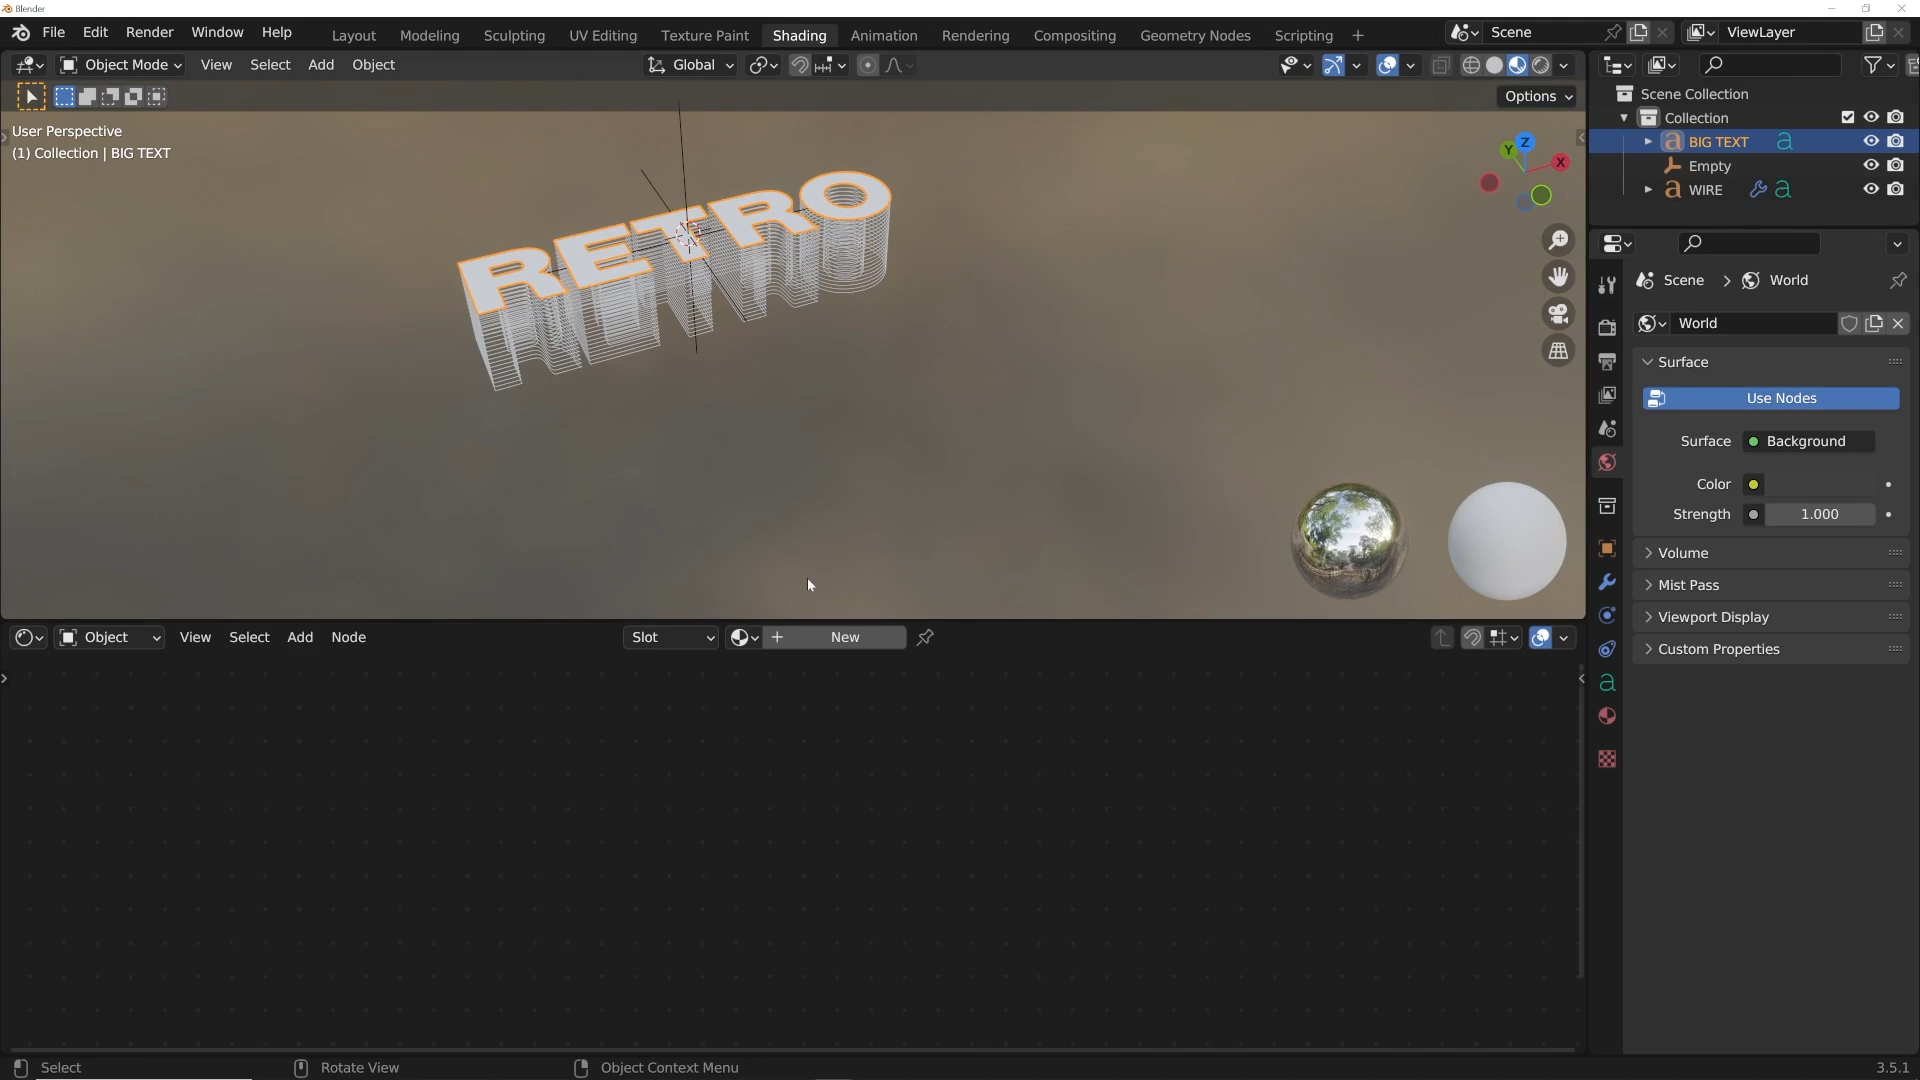 Blender
File Edit Render Window Help Layout Modeling Sculpting UV Editing Texture Paint Shading Animation Rendering Compositing Geometry Nodes Scripting + Scene ViewLayer
Object Mode View Select Add Object Global
Options
User Perspective
(1) Collection | BIG TEXT
Z
Y
X
RETRO
Scene Collection
Collection
BIG TEXT
Empty
WIRE
Scene > World
World
Surface
Use Nodes
Surface Background
Color
Strength 1.000
Volume
Mist Pass
Viewport Display
Custom Properties
Object View Select Add Node Slot + New
Select Rotate View Object Context Menu 3.5.1